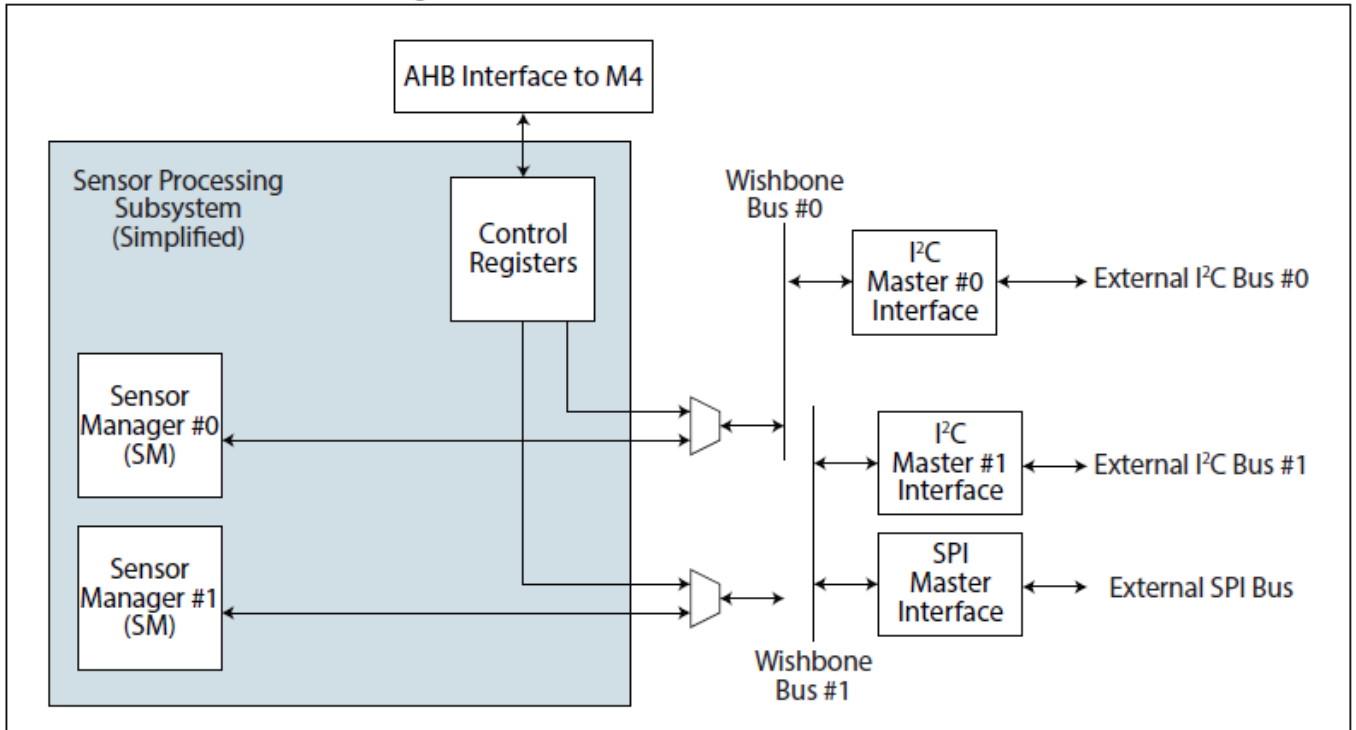 AHB Interface to M4
Sensor Processing
Subsystem
(Simplified)
Control
Registers
Wishbone
Bus #0
I²C
Master #0
Interface
External I²C Bus #0
Sensor
Manager #0
(SM)
I²C
Master #1
Interface
External I²C Bus #1
Sensor
Manager #1
(SM)
SPI
Master
Interface
External SPI Bus
Wishbone
Bus #1